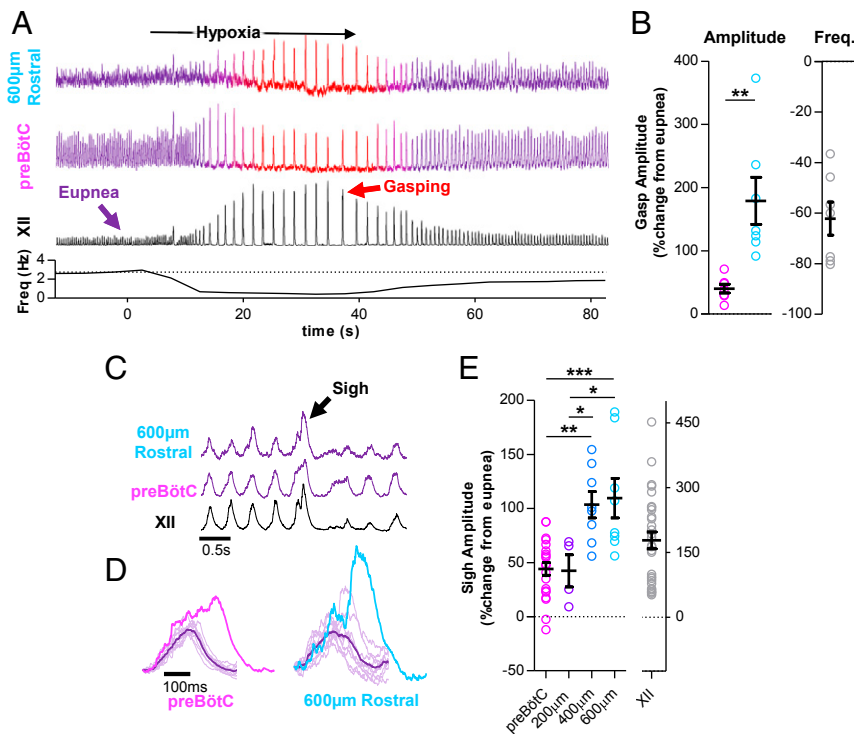 A
Hypoxia
600μm
Rostral
preBötC
Eupnea
Gasping
XII
Freq (Hz)
4
2
0
0
20
40
60
80
time (s)
B
Amplitude
Freq.
Gasp Amplitude
(%change from eupnea)
400
300
200
100
0
**
0
-20
-40
-60
-80
-100
C
Sigh
600μm
Rostral
preBötC
XII
0.5s
D
100ms
preBötC
600μm Rostral
E
Sigh Amplitude
(%change from eupnea)
200
150
100
50
0
-50
***
*
*
**
450
300
150
0
preBötC
200μm
400μm
600μm
XII